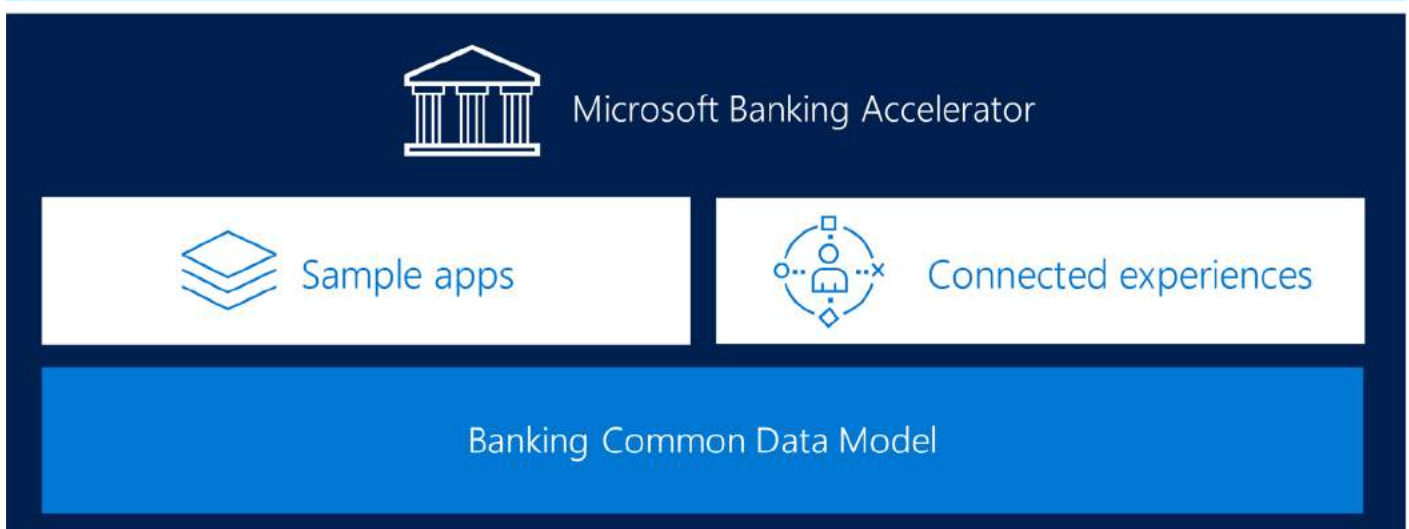 Microsoft Banking Accelerator
Sample apps
Connected experiences
Banking Common Data Model